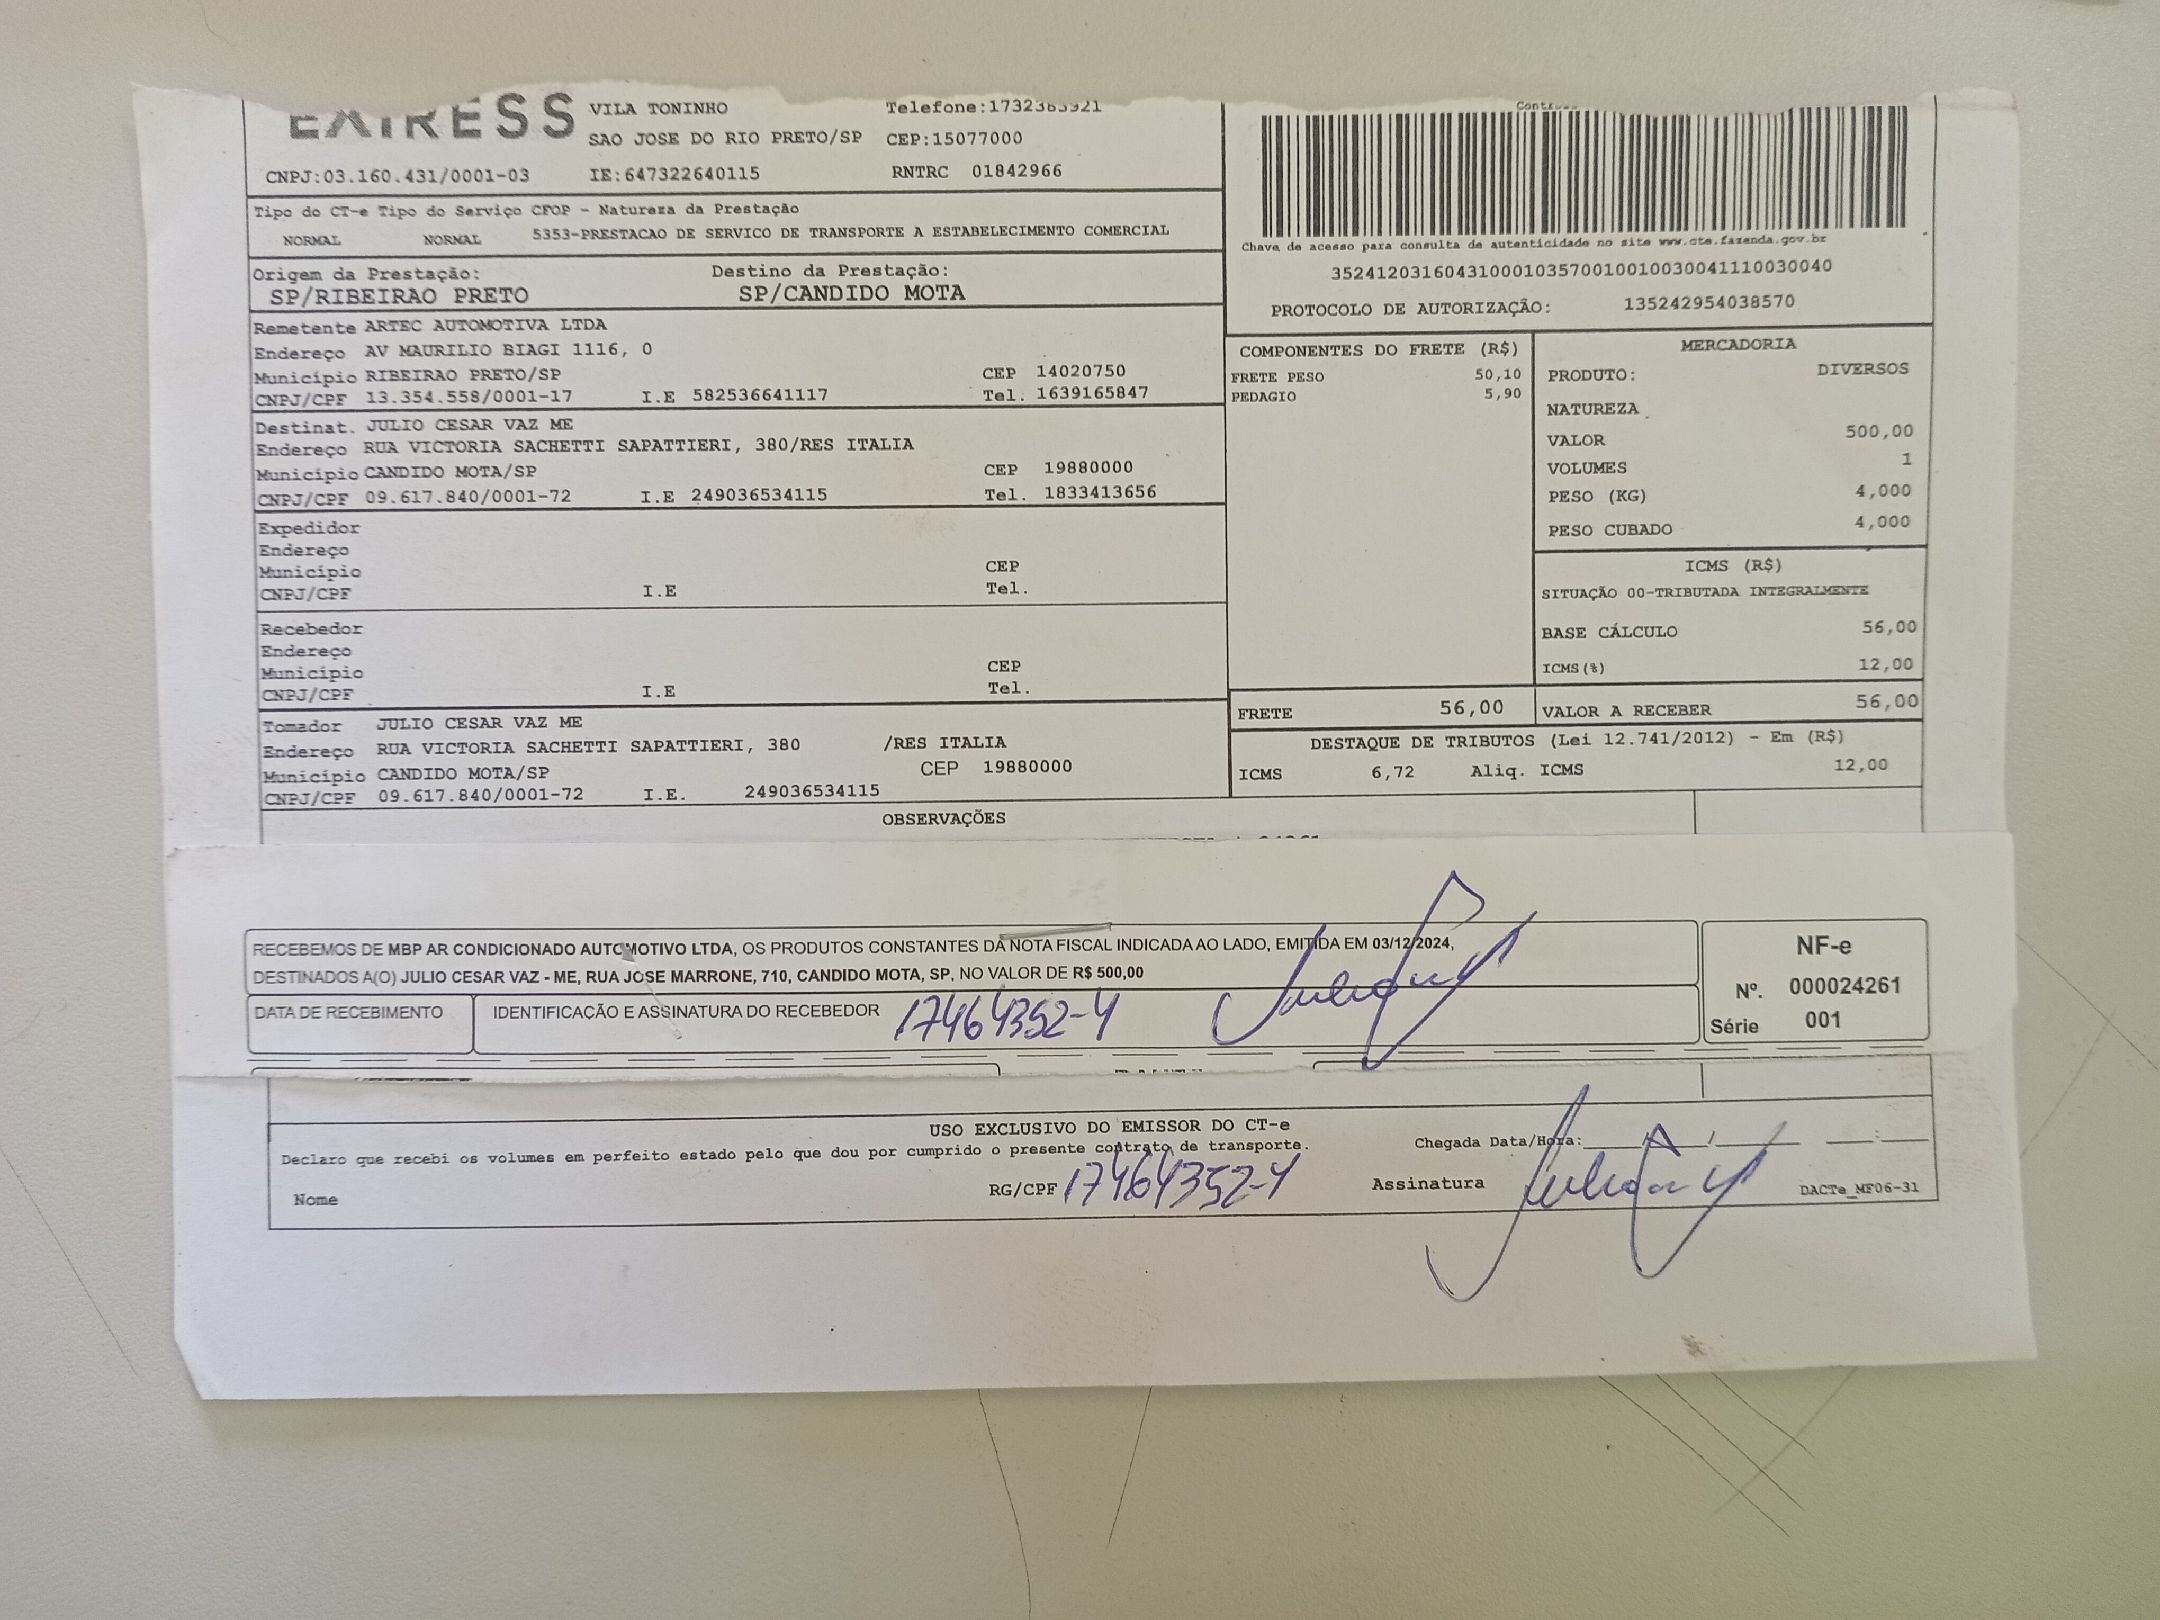 EXPRESS VILA TONINHO Telefone:1732385921
SAO JOSE DO RIO PRETO/SP CEP:15077000
CNPJ:03.160.431/0001-03 IE:647322640115 RNTRC 01842966
Tipo do CT-e Tipo do Serviço CFOP - Natureza da Prestação
NORMAL NORMAL 5353-PRESTACAO DE SERVICO DE TRANSPORTE A ESTABELECIMENTO COMERCIAL
Origem da Prestação: Destino da Prestação:
SP/RIBEIRAO PRETO SP/CANDIDO MOTA
Remetente ARTEC AUTOMOTIVA LTDA
Endereço AV MAURILIO BIAGI 1116, 0
Município RIBEIRAO PRETO/SP CEP 14020750
CNPJ/CPF 13.354.558/0001-17 I.E 582536641117 Tel. 1639165847
Destinat. JULIO CESAR VAZ ME
Endereço RUA VICTORIA SACHETTI SAPATTIERI, 380/RES ITALIA
Município CANDIDO MOTA/SP CEP 19880000
CNPJ/CPF 09.617.840/0001-72 I.E 249036534115 Tel. 1833413656
Expedidor
Endereço
Município CEP
CNPJ/CPF I.E Tel.
Recebedor
Endereço
Município CEP
CNPJ/CPF I.E Tel.
Tomador JULIO CESAR VAZ ME
Endereço RUA VICTORIA SACHETTI SAPATTIERI, 380 /RES ITALIA
Município CANDIDO MOTA/SP CEP 19880000
CNPJ/CPF 09.617.840/0001-72 I.E. 249036534115
Chave de acesso para consulta de autenticidade no site www.cte.fazenda.gov.br
35241203160431000103570010010030041110030040
PROTOCOLO DE AUTORIZAÇÃO: 135242954038570
COMPONENTES DO FRETE (R$)
FRETE PESO 50,10
PEDAGIO 5,90
MERCADORIA
PRODUTO: DIVERSOS
NATUREZA
VALOR 500,00
VOLUMES 1
PESO (KG) 4,000
PESO CUBADO 4,000
ICMS (R$)
SITUAÇÃO 00-TRIBUTADA INTEGRALMENTE
BASE CÁLCULO 56,00
ICMS(%) 12,00
FRETE 56,00 VALOR A RECEBER 56,00
DESTAQUE DE TRIBUTOS (Lei 12.741/2012) - Em (R$)
ICMS 6,72 Aliq. ICMS 12,00
OBSERVAÇÕES
RECEBEMOS DE MBP AR CONDICIONADO AUTOMOTIVO LTDA, OS PRODUTOS CONSTANTES DA NOTA FISCAL INDICADA AO LADO, EMITIDA EM 03/12/2024,
DESTINADOS A(O) JULIO CESAR VAZ - ME, RUA JOSE MARRONE, 710, CANDIDO MOTA, SP, NO VALOR DE R$ 500,00
DATA DE RECEBIMENTO IDENTIFICAÇÃO E ASSINATURA DO RECEBEDOR 17464352-4
NF-e
Nº. 000024261
Série 001
USO EXCLUSIVO DO EMISSOR DO CT-e
Declaro que recebi os volumes em perfeito estado pelo que dou por cumprido o presente contrato de transporte. Chegada Data/Hora:
Nome RG/CPF 17464352-4 Assinatura DACTe_MF06-31